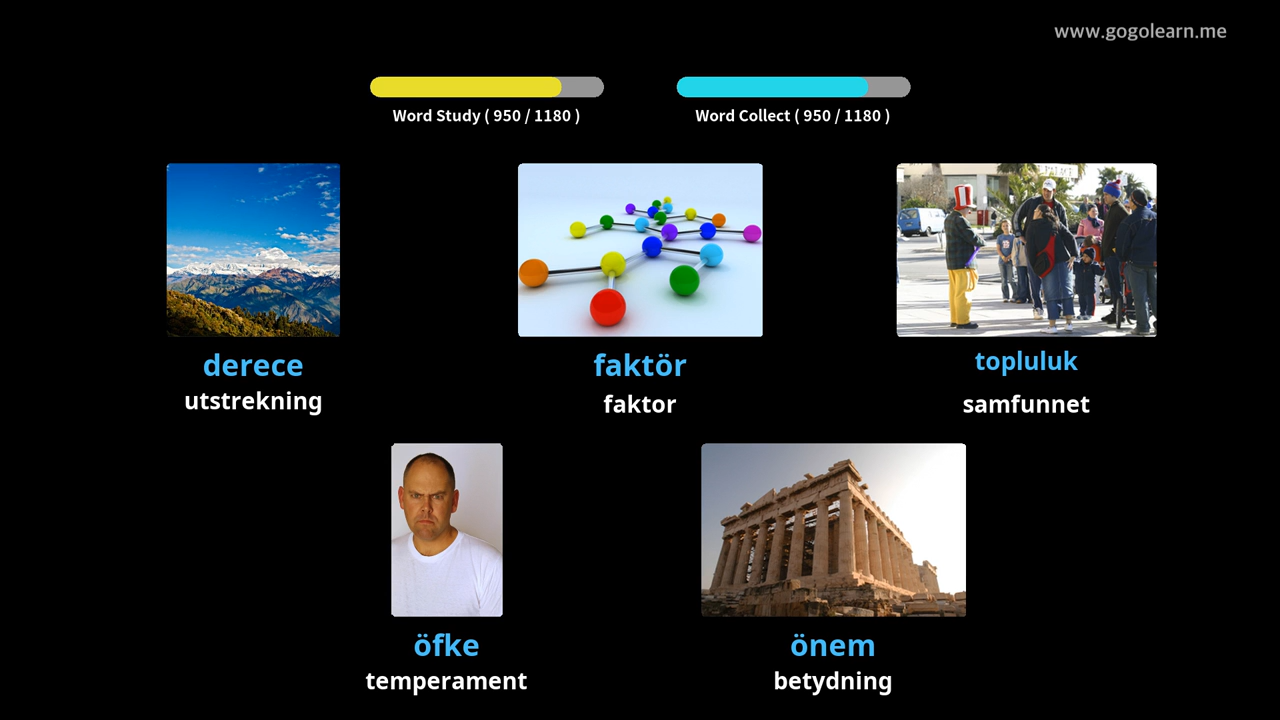 www.gogolearn.me
Word Study ( 950 / 1180 )
Word Collect ( 950 / 1180 )
derece
utstrekning
faktör
faktor
topluluk
samfunnet
öfke
temperament
önem
betydning